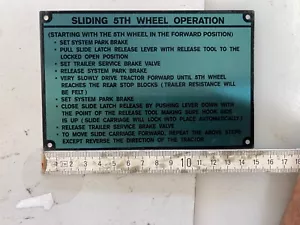 SLIDING 5TH WHEEL OPERATION
(STARTING WITH THE 5TH WHEEL IN THE FORWARD POSITION)
• SET SYSTEM PARK BRAKE
• PULL SLIDE LATCH RELEASE LEVER WITH RELEASE TOOL TO THE
LOCKED OPEN POSITION
• SET TRAILER SERVICE BRAKE VALVE
• RELEASE SYSTEM PARK BRAKE
• VERY SLOWLY DRIVE TRACTOR FORWARD UNTIL 5TH WHEEL
REACHES THE REAR STOP BLOCKS (TRAILER RESISTANCE WILL
BE FELT)
• SET SYSTEM PARK BRAKE
• CLOSE SLIDE LATCH RELEASE BY PUSHING LEVER DOWN WITH
THE POINT OF THE RELEASE TOOL MAKING SURE HOOK END
IS UP (SLIDE CARRIAGE WILL LOCK INTO PLACE AUTOMATICALLY)
• RELEASE TRAILER SERVICE BRAKE VALVE
• TO MOVE SLIDE CARRIAGE FORWARD, REPEAT THE ABOVE STEPS
EXCEPT REVERSE THE DIRECTION OF THE TRACTOR
10